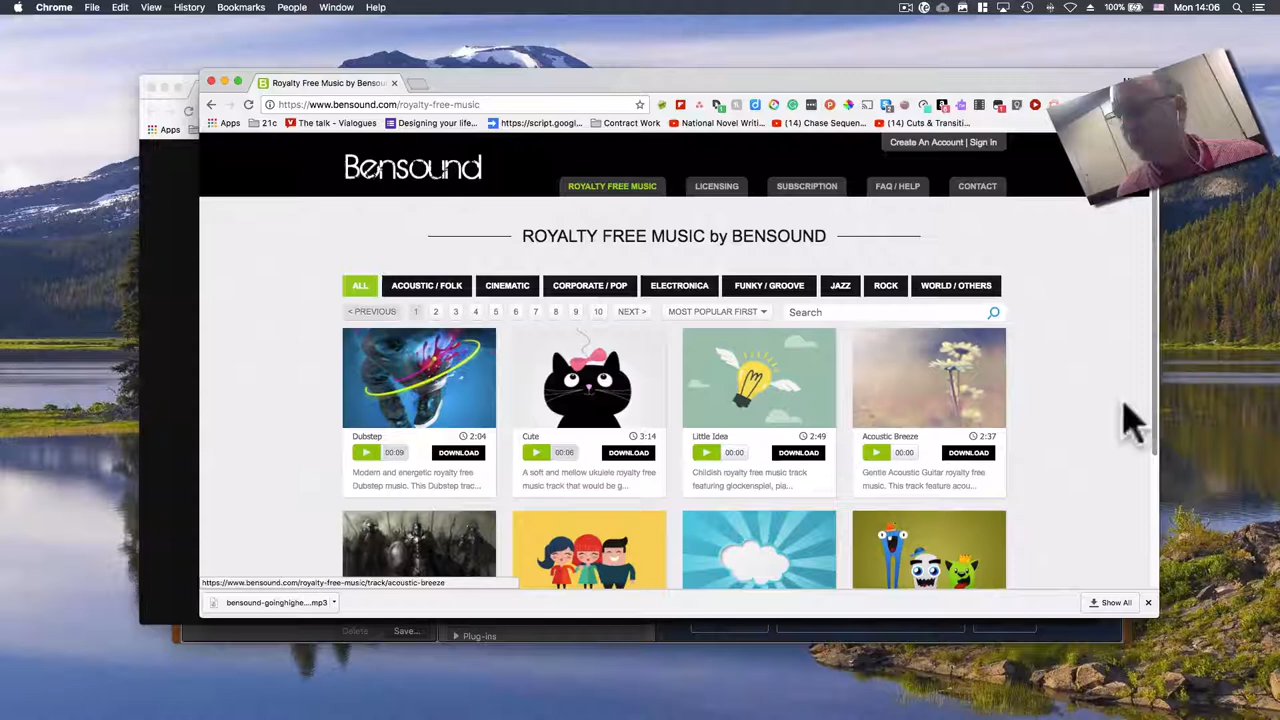 Chrome File Edit View History Bookmarks People Window Help 100% Mon 14:06
Royalty Free Music by Bensou
https://www.bensound.com/royalty-free-music
Apps
Apps 21c The talk - Vialogues Designing your life... https://script.googl... Contract Work National Novel Writ... (14) Chase Sequen... (14) Cuts & Transiti...
Create An Account | Sign In
Bensound
ROYALTY FREE MUSIC LICENSING SUBSCRIPTION FAQ / HELP CONTACT
ROYALTY FREE MUSIC by BENSOUND
ALL ACOUSTIC / FOLK CINEMATIC CORPORATE / POP ELECTRONICA FUNKY / GROOVE JAZZ ROCK WORLD / OTHERS
< PREVIOUS 1 2 3 4 5 6 7 8 9 10 NEXT > MOST POPULAR FIRST Search
Dubstep 2:04 Cute 3:14 Little Idea 2:49 Acoustic Breeze 2:37
00:09 DOWNLOAD 00:06 DOWNLOAD 00:00 DOWNLOAD 00:00 DOWNLOAD
Modern and energetic royalty free A soft and mellow ukulele royalty free Childish royalty free music track Gentle Acoustic Guitar royalty free
Dubstep music. This Dubstep trac... music track that would be g... featuring glockenspiel, pia... music. This track feature acou...
https://www.bensound.com/royalty-free-music/track/acoustic-breeze
bensound-goinghighe....mp3 Show All
Delete Save... Plug-ins